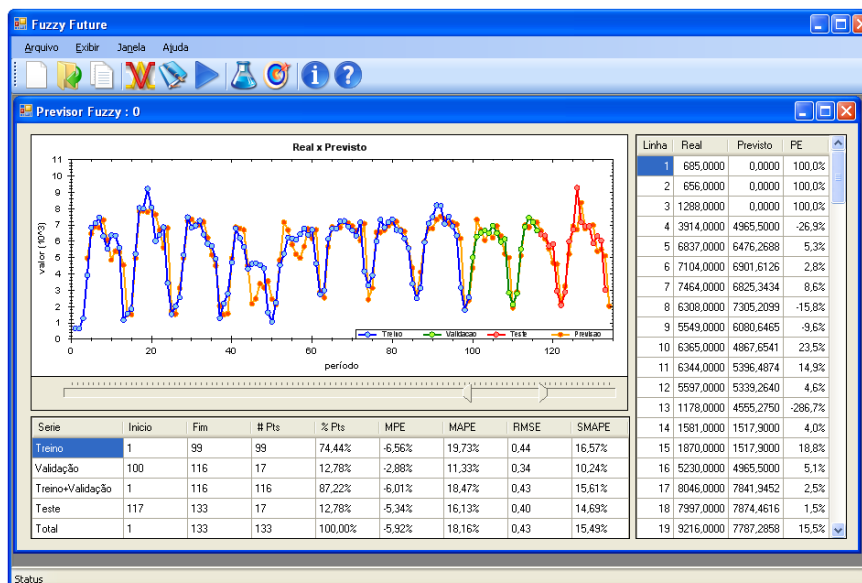 Fuzzy Future
Arquivo Exibir Janela Ajuda
Previsor Fuzzy : 0
Real x Previsto
valor (10^3)
11
10
9
8
7
6
5
4
3
2
1
0
0 20 40 60 80 100 120
Treino Validacao Teste Previsao
período
Serie Inicio Fim # Pts % Pts MPE MAPE RMSE SMAPE
Treino 1 99 99 74,44% -6,56% 19,73% 0,44 16,57%
Validação 100 116 17 12,78% -2,88% 11,33% 0,34 10,24%
Treino+Validação 1 116 116 87,22% -6,01% 18,47% 0,43 15,61%
Teste 117 133 17 12,78% -5,34% 16,13% 0,40 14,69%
Total 1 133 133 100,00% -5,92% 18,16% 0,43 15,49%
Linha Real Previsto PE
1 685,0000 0,0000 100,0%
2 656,0000 0,0000 100,0%
3 1288,0000 0,0000 100,0%
4 3914,0000 4965,5000 -26,9%
5 6837,0000 6476,2688 5,3%
6 7104,0000 6901,6126 2,8%
7 7464,0000 6825,3434 8,6%
8 6308,0000 7305,2099 -15,8%
9 5549,0000 6080,6465 -9,6%
10 6365,0000 4867,6541 23,5%
11 6344,0000 5396,4874 14,9%
12 5597,0000 5339,2640 4,6%
13 1178,0000 4555,2750 -286,7%
14 1581,0000 1517,9000 4,0%
15 1870,0000 1517,9000 18,8%
16 5230,0000 4965,5000 5,1%
17 8046,0000 7841,9452 2,5%
18 7997,0000 7874,4616 1,5%
19 9216,0000 7787,2858 15,5%
Status